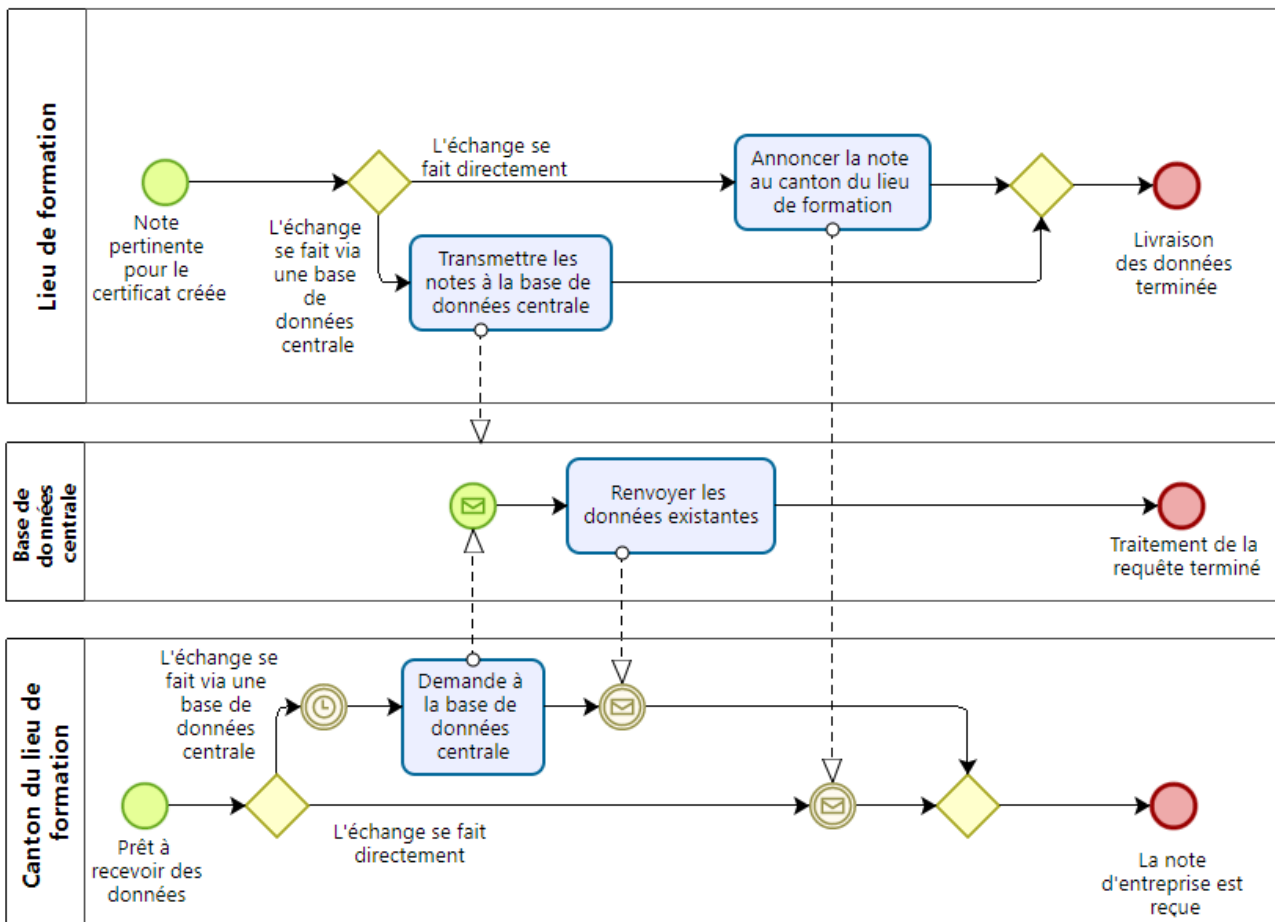 Lieu de formation
Note
pertinente
pour le
certificat créée
L'échange se
fait directement
L'échange
se fait via
une base
de
données
centrale
Transmettre les
notes à la base de
données centrale
Annoncer la note
au canton du lieu
de formation
Livraison
des données
terminée
Base de
données
centrale
Renvoyer les
données existantes
Traitement de la
requête terminé
Canton du lieu de
formation
L'échange se
fait via une
base de
données
centrale
Demande à
la base de
données
centrale
Prêt à
recevoir des
données
L'échange se fait
directement
La note
d'entreprise est
reçue